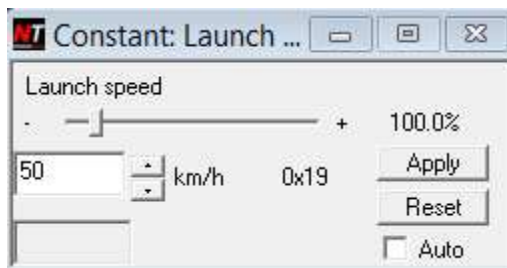 NT Constant: Launch ...
Launch speed
- + 100.0%
50 km/h 0x19 Apply
Reset
Auto